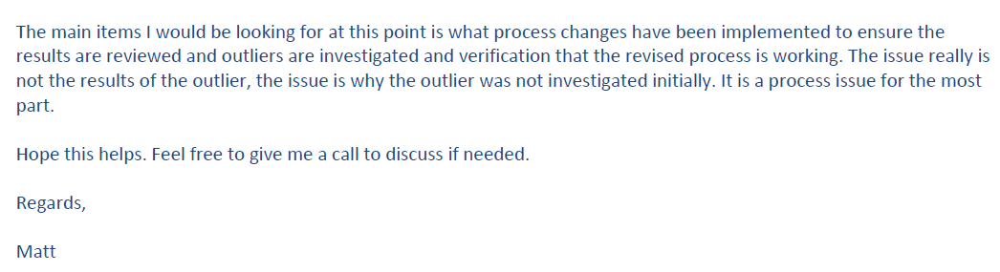 The main items I would be looking for at this point is what process changes have been implemented to ensure the
results are reviewed and outliers are investigated and verification that the revised process is working. The issue really is
not the results of the outlier, the issue is why the outlier was not investigated initially. It is a process issue for the most
part.
Hope this helps. Feel free to give me a call to discuss if needed.
Regards,
Matt